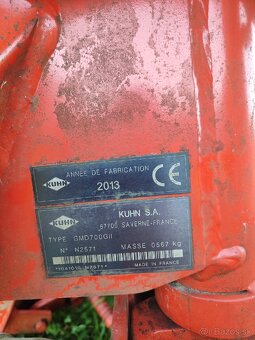 KUHN
ANNÉE DE FABRICATION
2013
CE
KUHN
KUHN S.A.
67700 SAVERNE-FRANCE
TYPE GMD700GII
N° N2571 MASSE 0567 kg
MADE IN FRANCE